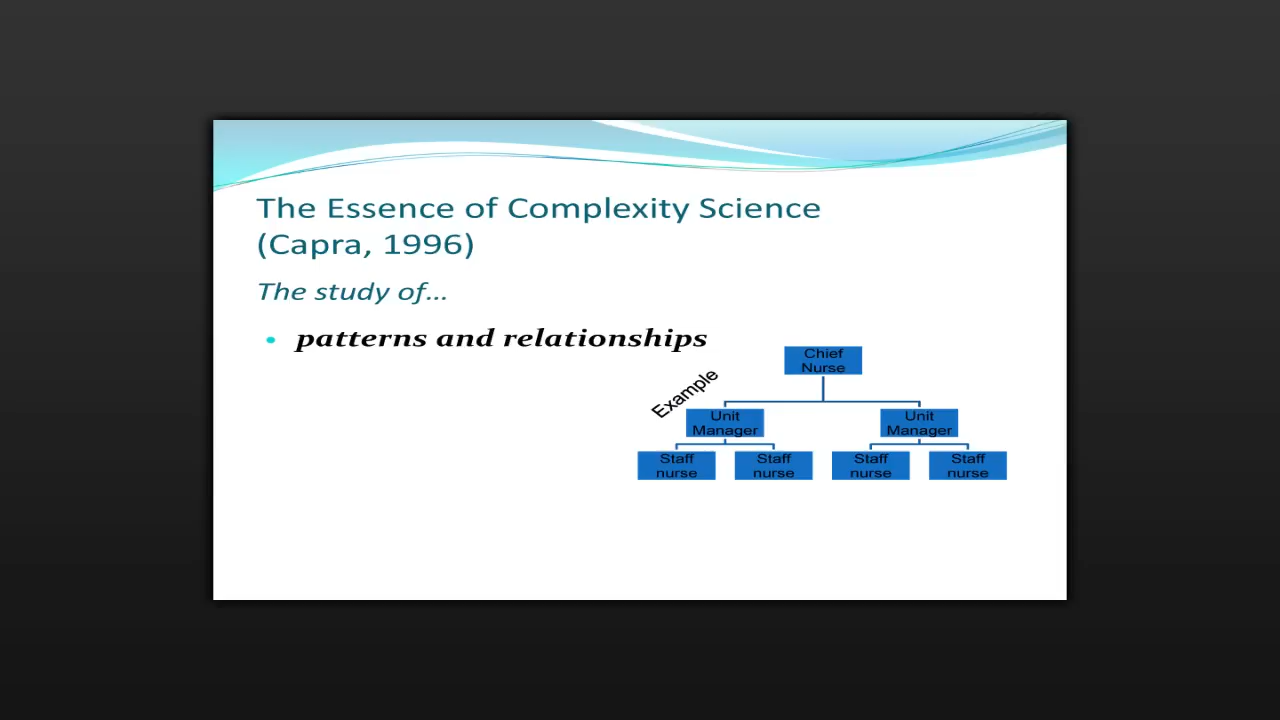 The Essence of Complexity Science
(Capra, 1996)
The study of...
• patterns and relationships
Example
Chief
Nurse
Unit
Manager
Unit
Manager
Staff
nurse
Staff
nurse
Staff
nurse
Staff
nurse